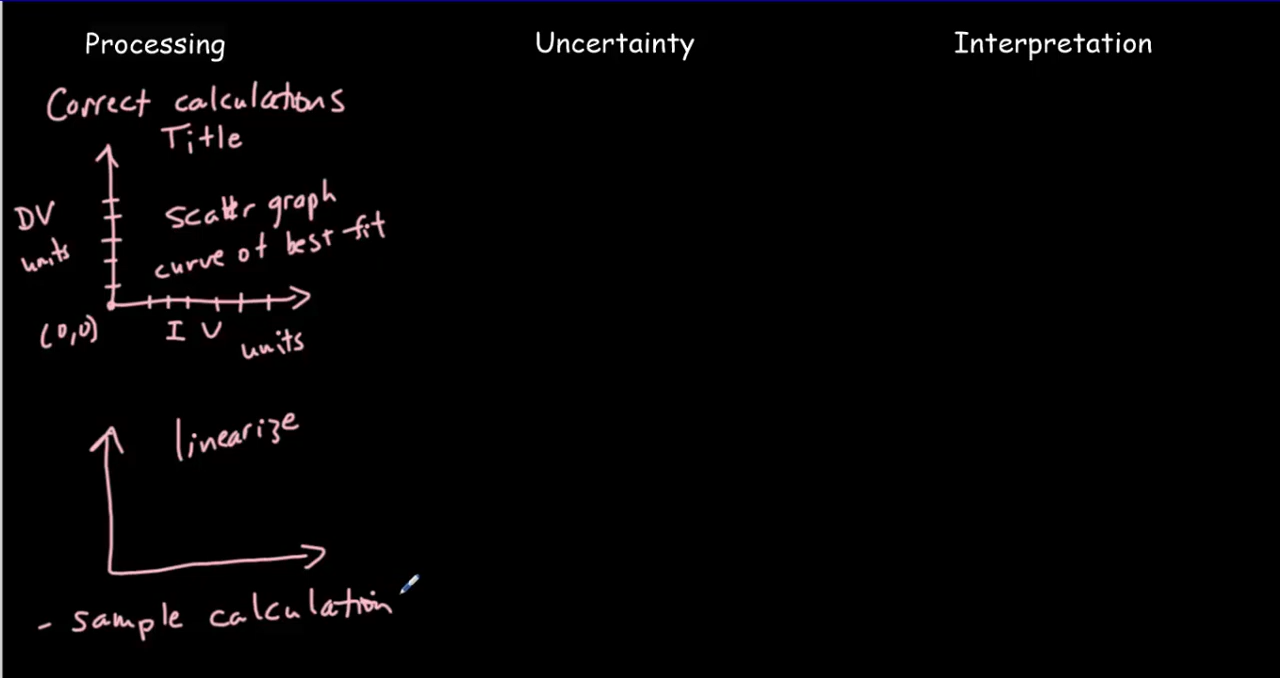 Processing Uncertainty Interpretation
Correct calculations
Title
DV
units
scatter graph
curve of best fit
(0,0)
IV
units
linearize
- sample calculation